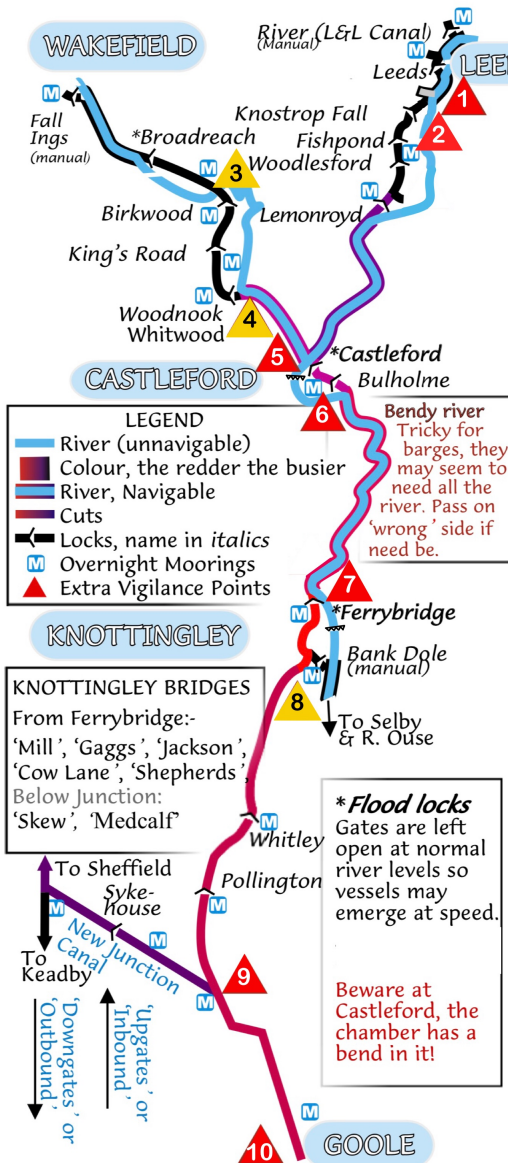 River (L&L Canal)
(Manual)
WAKEFIELD
M
M
LEE
Leeds
M
1
Fall
Ings
(manual)
Knostrop Fall
*Broadreach
Fishpond
2
M
Woodlesford
M
3
Birkwood
M
Lemonroyd
M
King's Road
M
M
Woodnook
Whitwood
4
5
*Castleford
CASTLEFORD
M
Bulholme
6
LEGEND
River (unnavigable)
Colour, the redder the busier
River, Navigable
Cuts
Locks, name in italics
M Overnight Moorings
Extra Vigilance Points
Bendy river
Tricky for
barges, they
may seem to
need all the
river. Pass on
‘wrong’ side if
need be.
7
M
*Ferrybridge
KNOTTINGLEY
Bank Dole
(manual)
M
8
To Selby
& R. Ouse
KNOTTINGLEY BRIDGES
From Ferrybridge:-
‘Mill’, ‘Gaggs’, ‘Jackson’,
‘Cow Lane’, ‘Shepherds’,
Below Junction:
‘Skew’, ‘Medcalf’
*Flood locks
Gates are left
open at normal
river levels so
vessels may
emerge at speed.
Beware at
Castleford, the
chamber has a
bend in it!
M
Whitley
To Sheffield
Pollington
M
Syke-
house
M
M
New Junction
Canal
To
Keadby
9
M
‘Downgates’ or
‘Outbound’
‘Upgates’ or
‘Inbound’
M
10
GOOLE